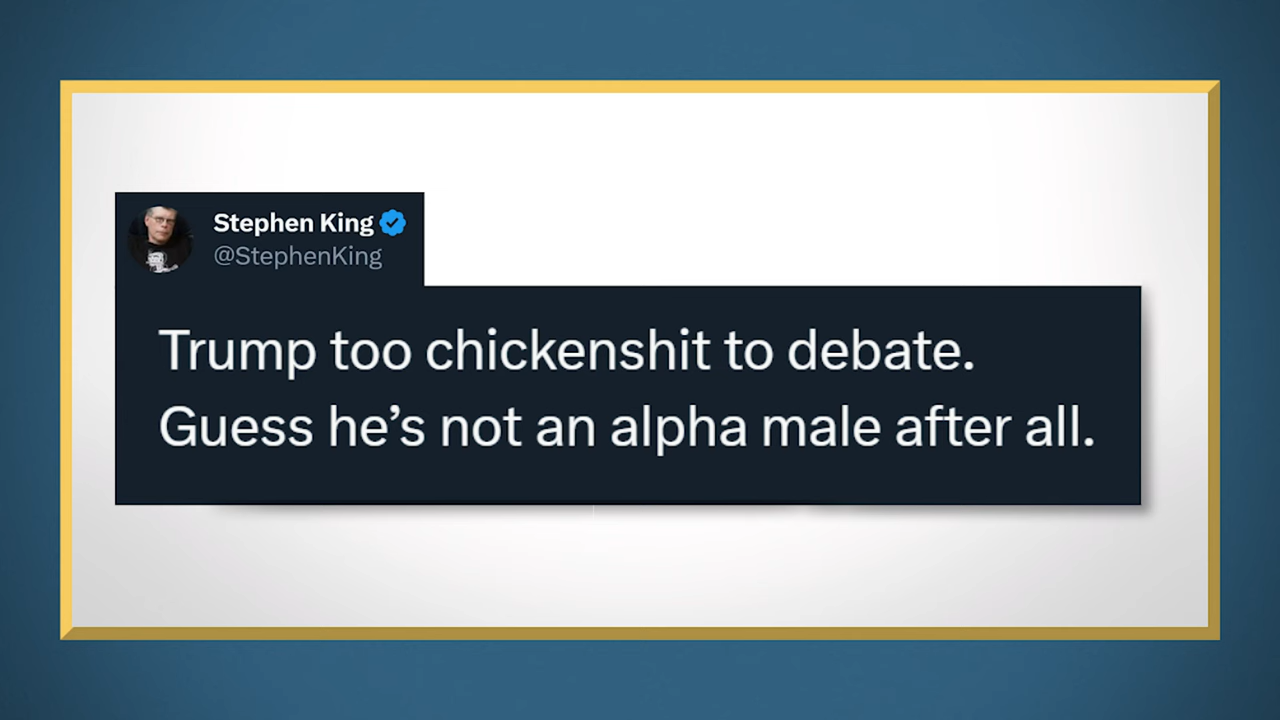 Stephen King
@StephenKing
Trump too chickenshit to debate.
Guess he’s not an alpha male after all.